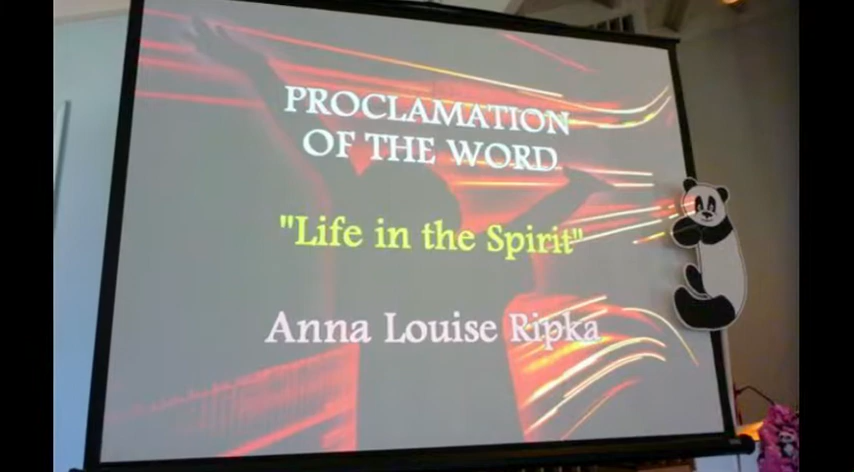 PROCLAMATION
OF THE WORD
"Life in the Spirit"
Anna Louise Ripka